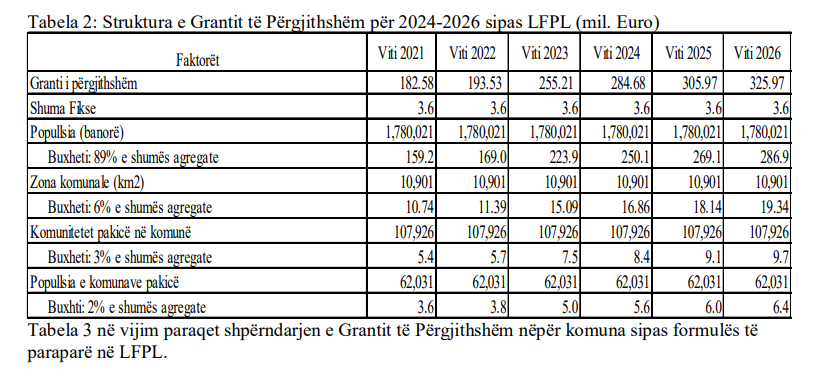 Tabela 2: Struktura e Grantit të Përgjithshëm për 2024-2026 sipas LFPL (mil. Euro)
Faktorët Viti 2021 Viti 2022 Viti 2023 Viti 2024 Viti 2025 Viti 2026
Granti i përgjithshëm 182.58 193.53 255.21 284.68 305.97 325.97
Shuma Fikse 3.6 3.6 3.6 3.6 3.6 3.6
Popullsia (banorë) 1,780,021 1,780,021 1,780,021 1,780,021 1,780,021 1,780,021
Buxheti: 89% e shumës agregate 159.2 169.0 223.9 250.1 269.1 286.9
Zona komunale (km2) 10,901 10,901 10,901 10,901 10,901 10,901
Buxheti: 6% e shumës agregate 10.74 11.39 15.09 16.86 18.14 19.34
Komunitetet pakicë në komunë 107,926 107,926 107,926 107,926 107,926 107,926
Buxheti: 3% e shumës agregate 5.4 5.7 7.5 8.4 9.1 9.7
Popullsia e komunave pakicë 62,031 62,031 62,031 62,031 62,031 62,031
Buxhti: 2% e shumës agregate 3.6 3.8 5.0 5.6 6.0 6.4
Tabela 3 në vijim paraqet shpërndarjen e Grantit të Përgjithshëm nëpër komuna sipas formulës të
paraparë në LFPL.